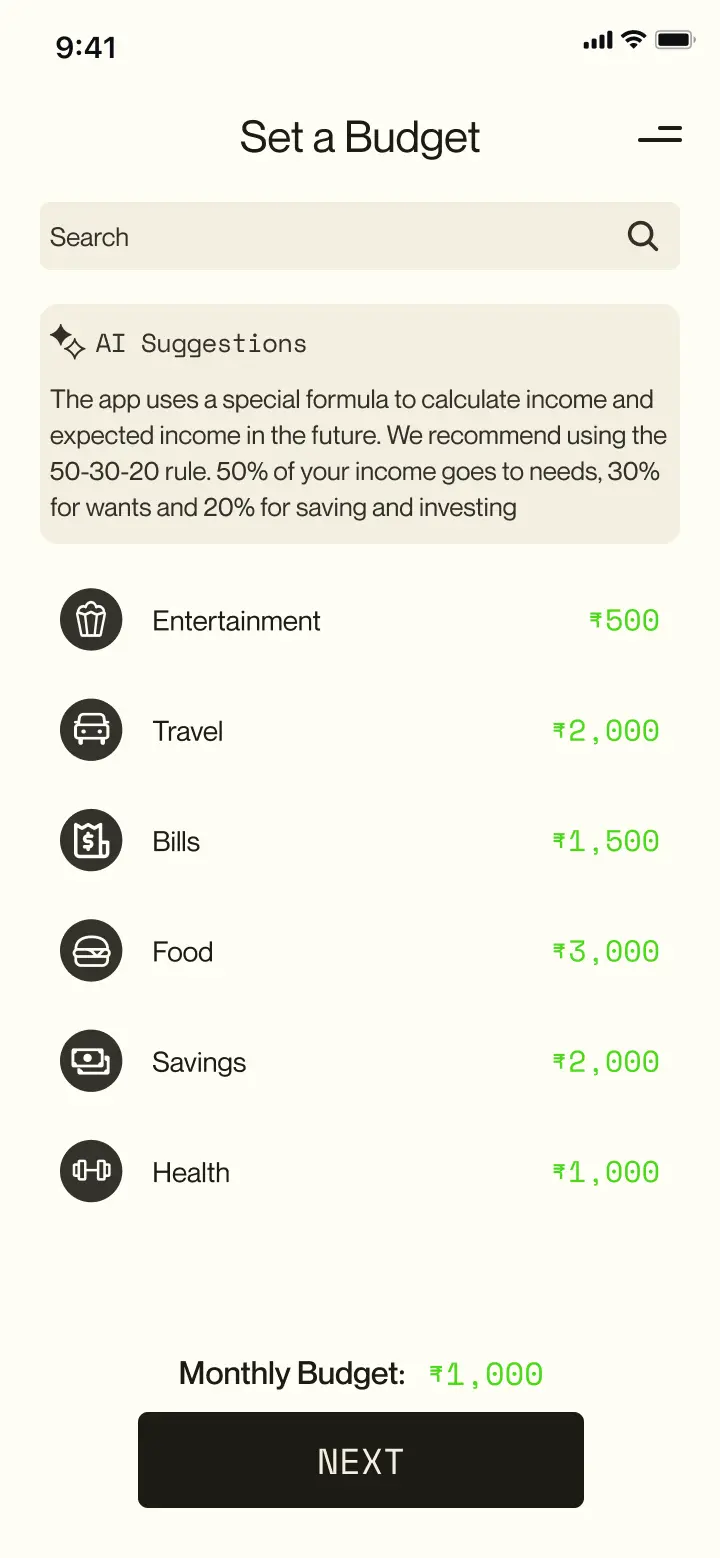 9:41
Set a Budget
Search
AI Suggestions
The app uses a special formula to calculate income and
expected income in the future. We recommend using the
50-30-20 rule. 50% of your income goes to needs, 30%
for wants and 20% for saving and investing
Entertainment ₹500
Travel ₹2,000
$
Bills ₹1,500
Food ₹3,000
Savings ₹2,000
Health ₹1,000
Monthly Budget: ₹1,000
NEXT